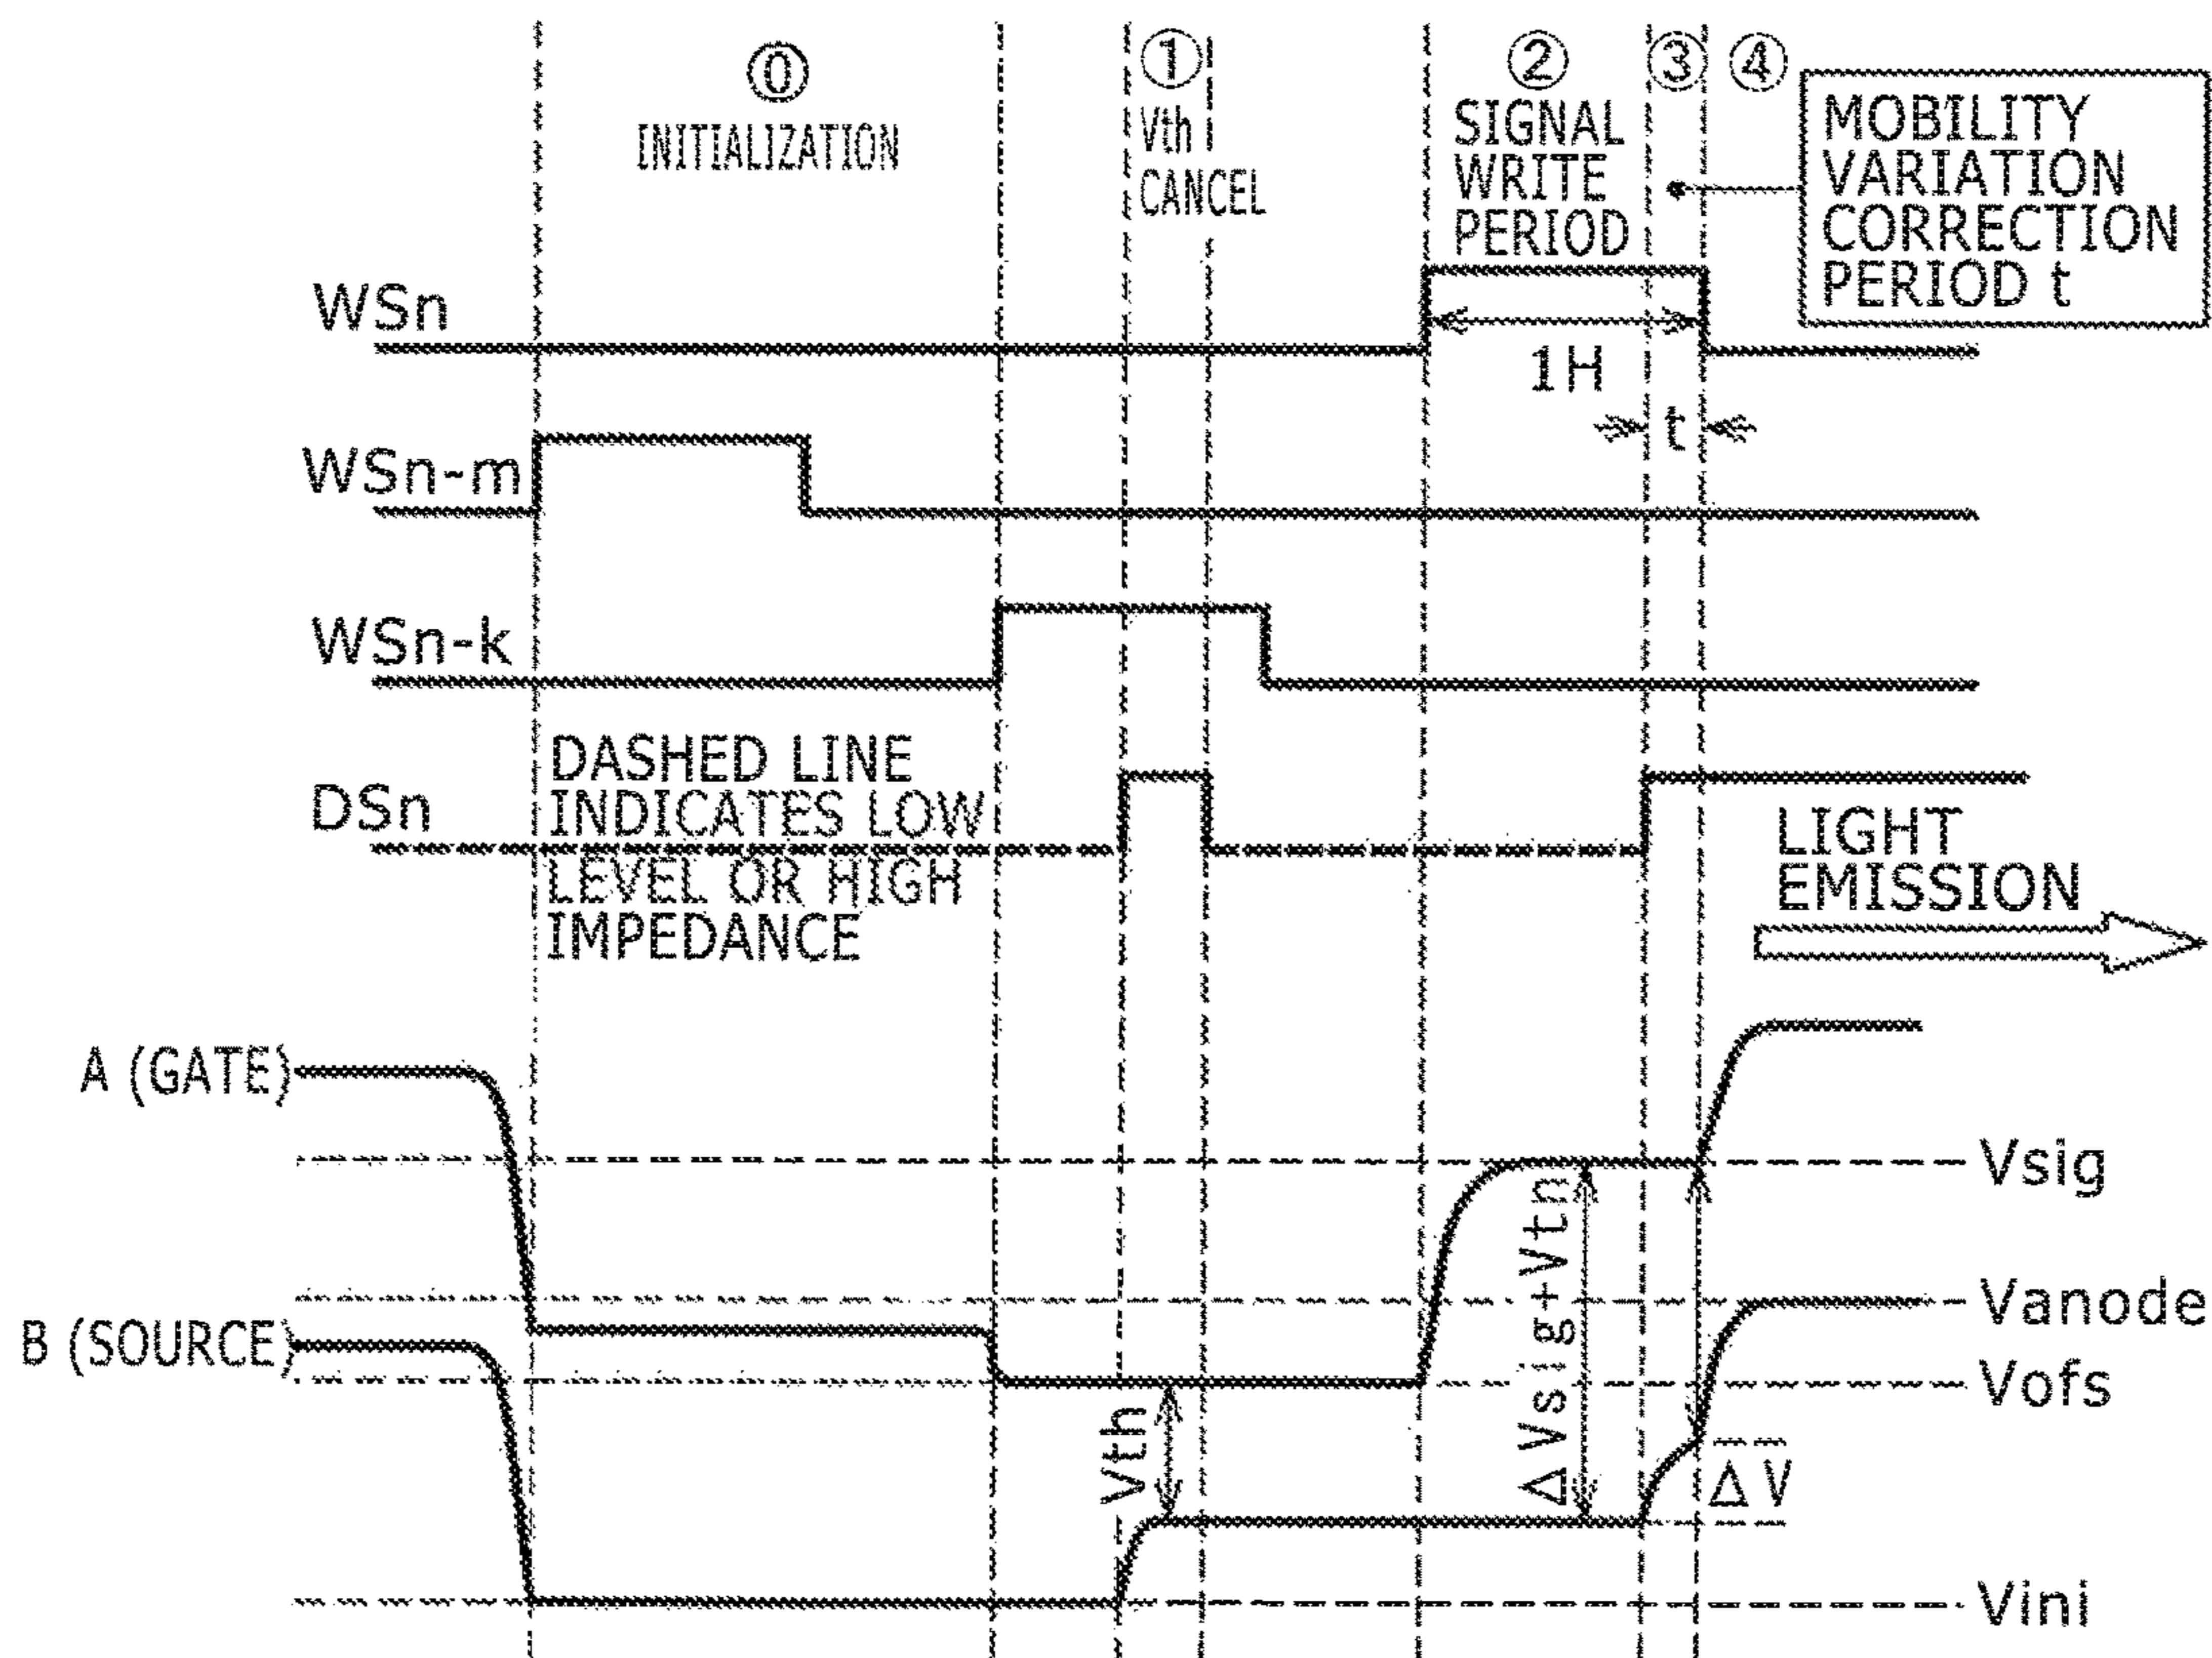 ⓪
INITIALIZATION
①
Vth
CANCEL
②
SIGNAL
WRITE
PERIOD
③
④
MOBILITY
VARIATION
CORRECTION
PERIOD t
WSn
1H
t
WSn-m
WSn-k
DSn
DASHED LINE
INDICATES LOW
LEVEL OR HIGH
IMPEDANCE
LIGHT
EMISSION
A (GATE)
Vsig
B (SOURCE)
Vanode
Vofs
Vth
ΔVsig+Vtn
ΔV
Vini